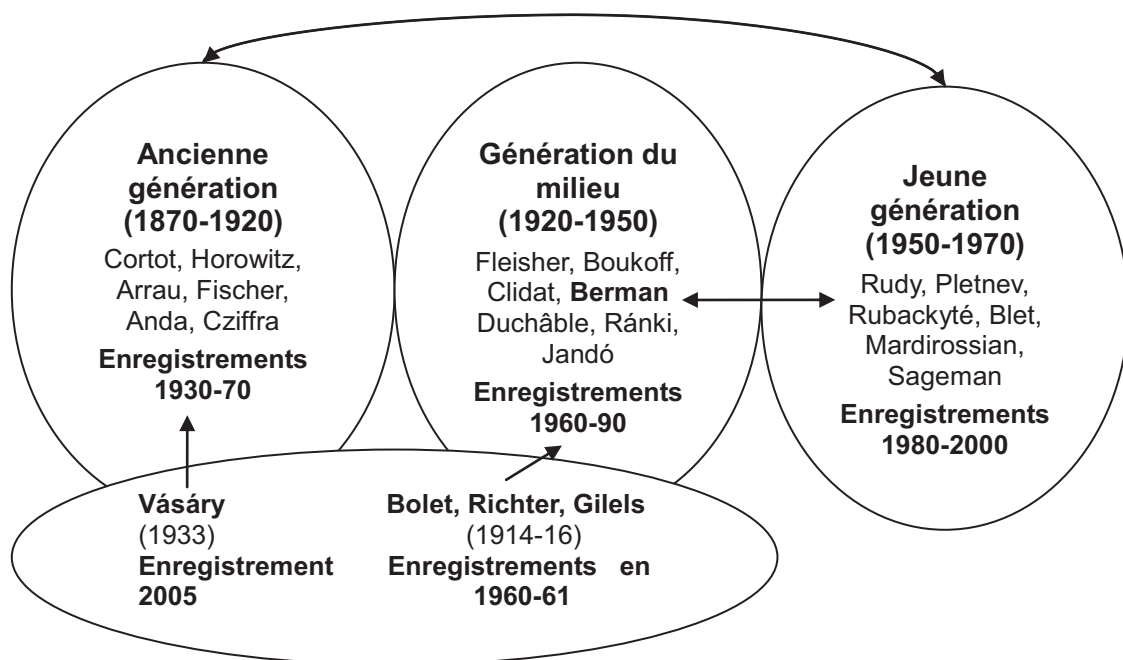 Ancienne
génération
(1870-1920)
Cortot, Horowitz,
Arrau, Fischer,
Anda, Cziffra
Enregistrements
1930-70
Génération du
milieu
(1920-1950)
Fleisher, Boukoff,
Clidat, Berman
Duchâble, Ránki,
Jandó
Enregistrements
1960-90
Jeune
génération
(1950-1970)
Rudy, Pletnev,
Rubackyté, Blet,
Mardirossian,
Sageman
Enregistrements
1980-2000
Vásáry
(1933)
Enregistrement
2005
Bolet, Richter, Gilels
(1914-16)
Enregistrements en
1960-61